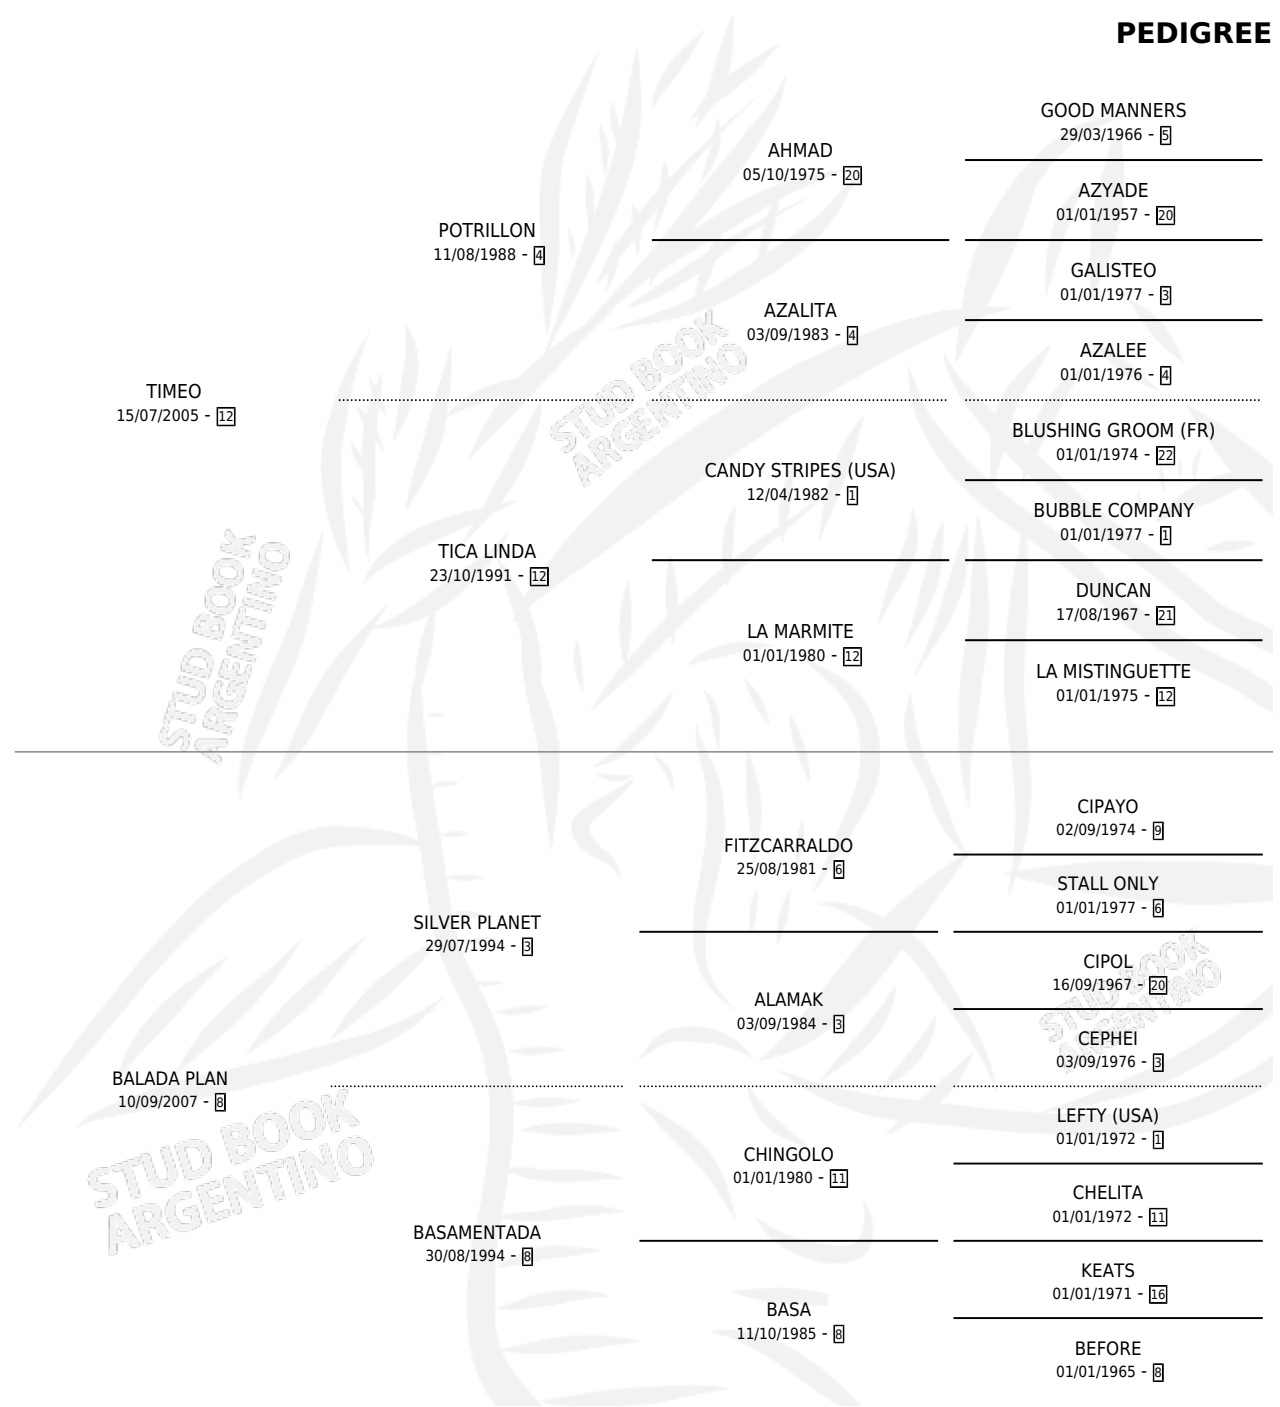 PEDIGREE
GOOD MANNERS
29/03/1966 - 5
AHMAD
05/10/1975 - 20
AZYADE
01/01/1957 - 20
POTRILLON
11/08/1988 - 4
GALISTEO
01/01/1977 - 3
AZALITA
03/09/1983 - 4
AZALEE
01/01/1976 - 4
TIMEO
15/07/2005 - 12
BLUSHING GROOM (FR)
01/01/1974 - 22
CANDY STRIPES (USA)
12/04/1982 - 1
BUBBLE COMPANY
01/01/1977 - 1
TICA LINDA
23/10/1991 - 12
DUNCAN
17/08/1967 - 21
LA MARMITE
01/01/1980 - 12
LA MISTINGUETTE
01/01/1975 - 12
CIPAYO
02/09/1974 - 9
FITZCARRALDO
25/08/1981 - 6
STALL ONLY
01/01/1977 - 6
SILVER PLANET
29/07/1994 - 3
CIPOL
16/09/1967 - 20
ALAMAK
03/09/1984 - 3
CEPHEI
03/09/1976 - 3
BALADA PLAN
10/09/2007 - 8
LEFTY (USA)
01/01/1972 - 1
CHINGOLO
01/01/1980 - 11
CHELITA
01/01/1972 - 11
BASAMENTADA
30/08/1994 - 8
KEATS
01/01/1971 - 16
BASA
11/10/1985 - 8
BEFORE
01/01/1965 - 8
STUD BOOK
ARGENTINO
STUD BOOK
ARGENTINO
STUD BOOK
ARGENTINO
STUD BOOK
ARGENTINO